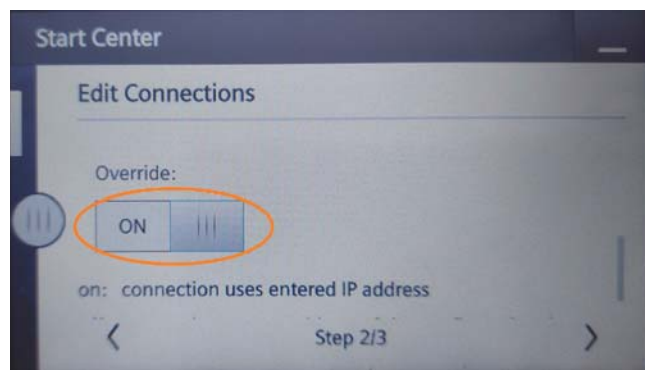 Start Center
Edit Connections
Override:
ON
on: connection uses entered IP address
Step 2/3